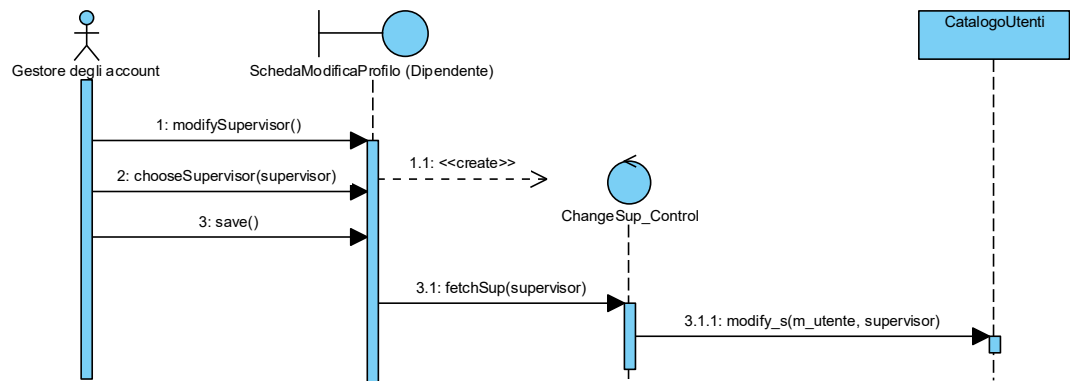 CatalogoUtenti
Gestore degli account
SchedaModificaProfilo (Dipendente)
1: modifySupervisor()
1.1: <<create>>
2: chooseSupervisor(supervisor)
ChangeSup_Control
3: save()
3.1: fetchSup(supervisor)
3.1.1: modify_s(m_utente, supervisor)